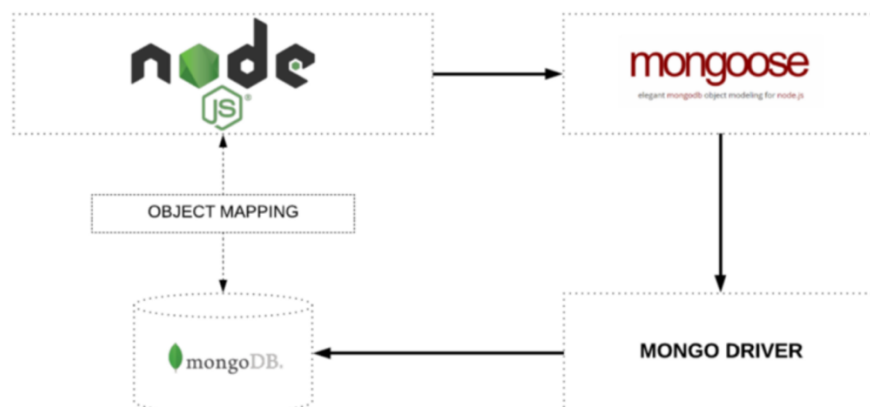 node
JS®
mongoose
elegant mongodb object modeling for node.js
OBJECT MAPPING
mongoDB.
MONGO DRIVER